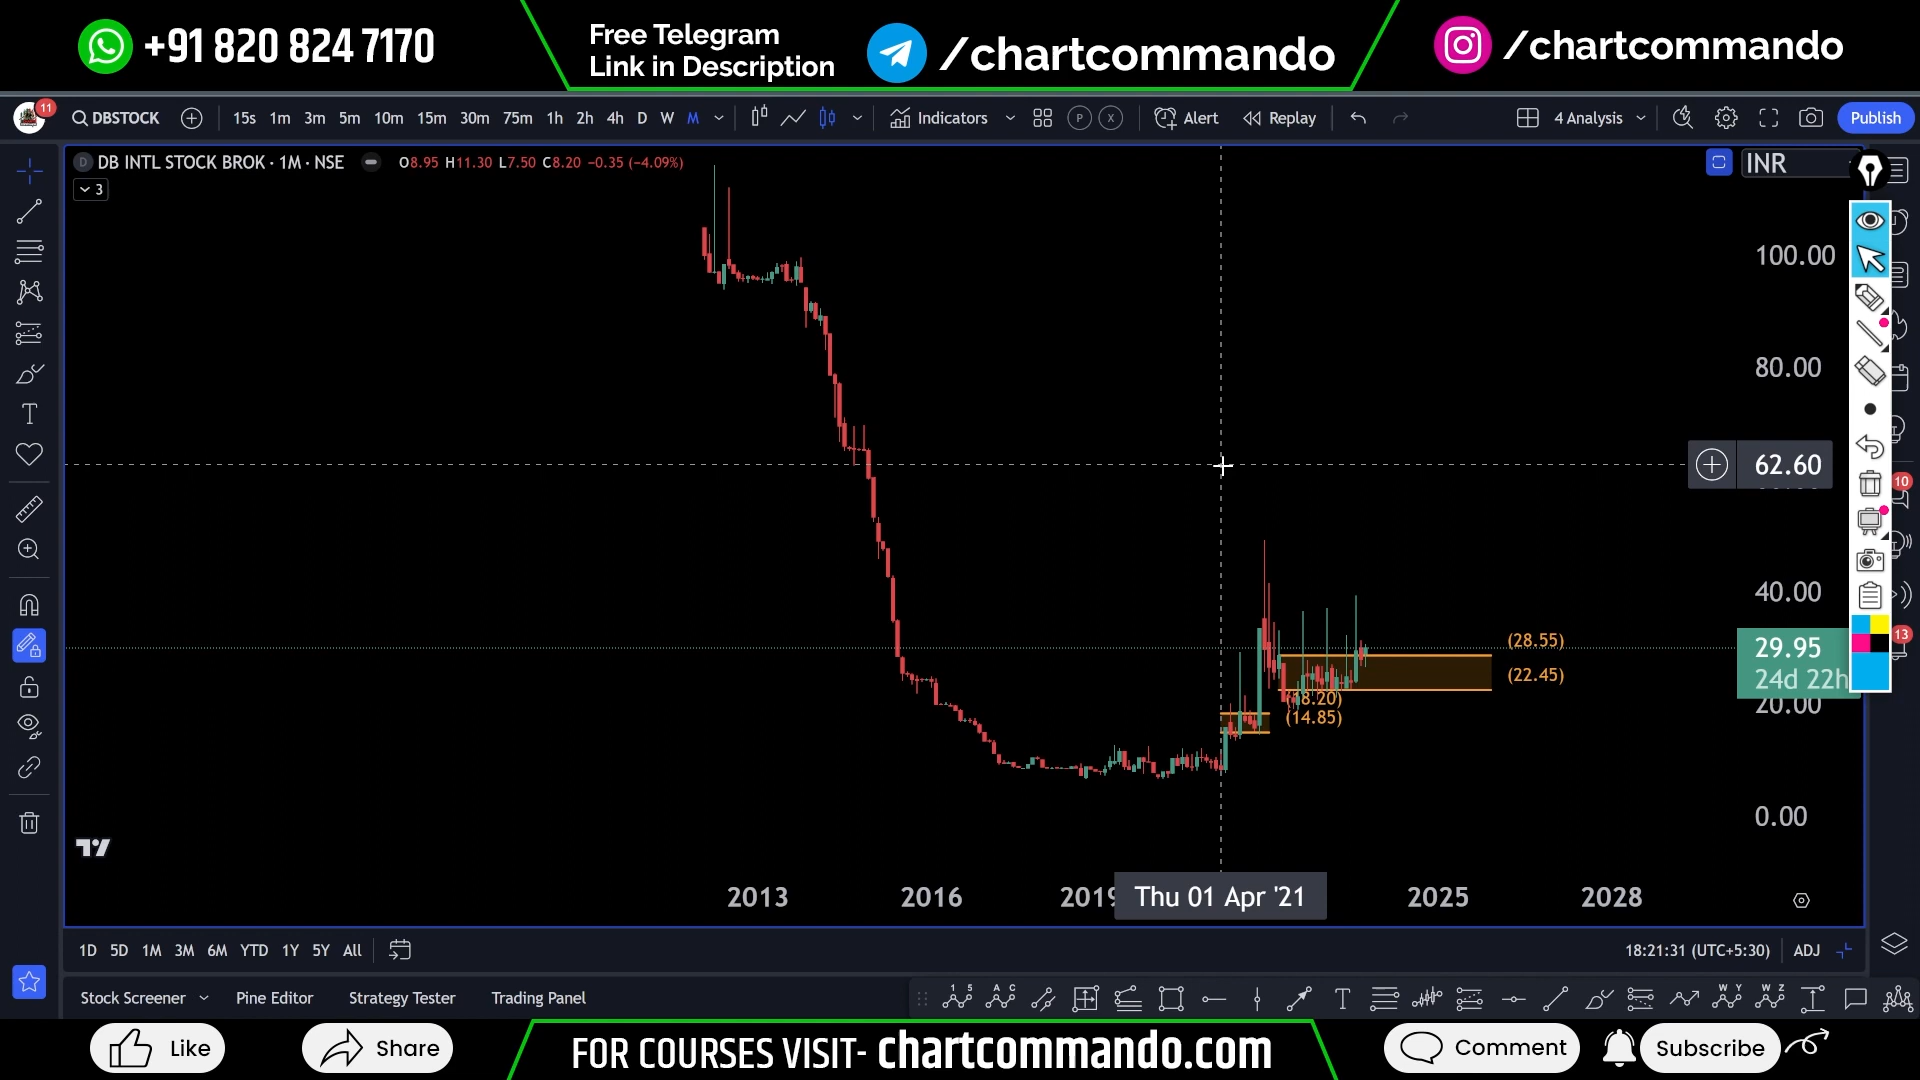 +91 820 824 7170
Free Telegram
Link in Description
/chartcommando
/chartcommando
11
DBSTOCK
15s 1m 3m 5m 10m 15m 30m 75m 1h 2h 4h D W M
Indicators
P X
Alert
Replay
4 Analysis
Publish
D DB INTL STOCK BROK · 1M · NSE
O8.95 H11.30 L7.50 C8.20 −0.35 (−4.09%)
3
INR
100.00
80.00
62.60
40.00
(28.55)
29.95
(22.45)
24d 22h
(18.20)
20.00
(14.85)
0.00
10
13
2013 2016 2019 Thu 01 Apr '21 2025 2028
1D 5D 1M 3M 6M YTD 1Y 5Y All
18:21:31 (UTC+5:30) ADJ
Stock Screener Pine Editor Strategy Tester Trading Panel
Like
Share
FOR COURSES VISIT- chartcommando.com
Comment
Subscribe